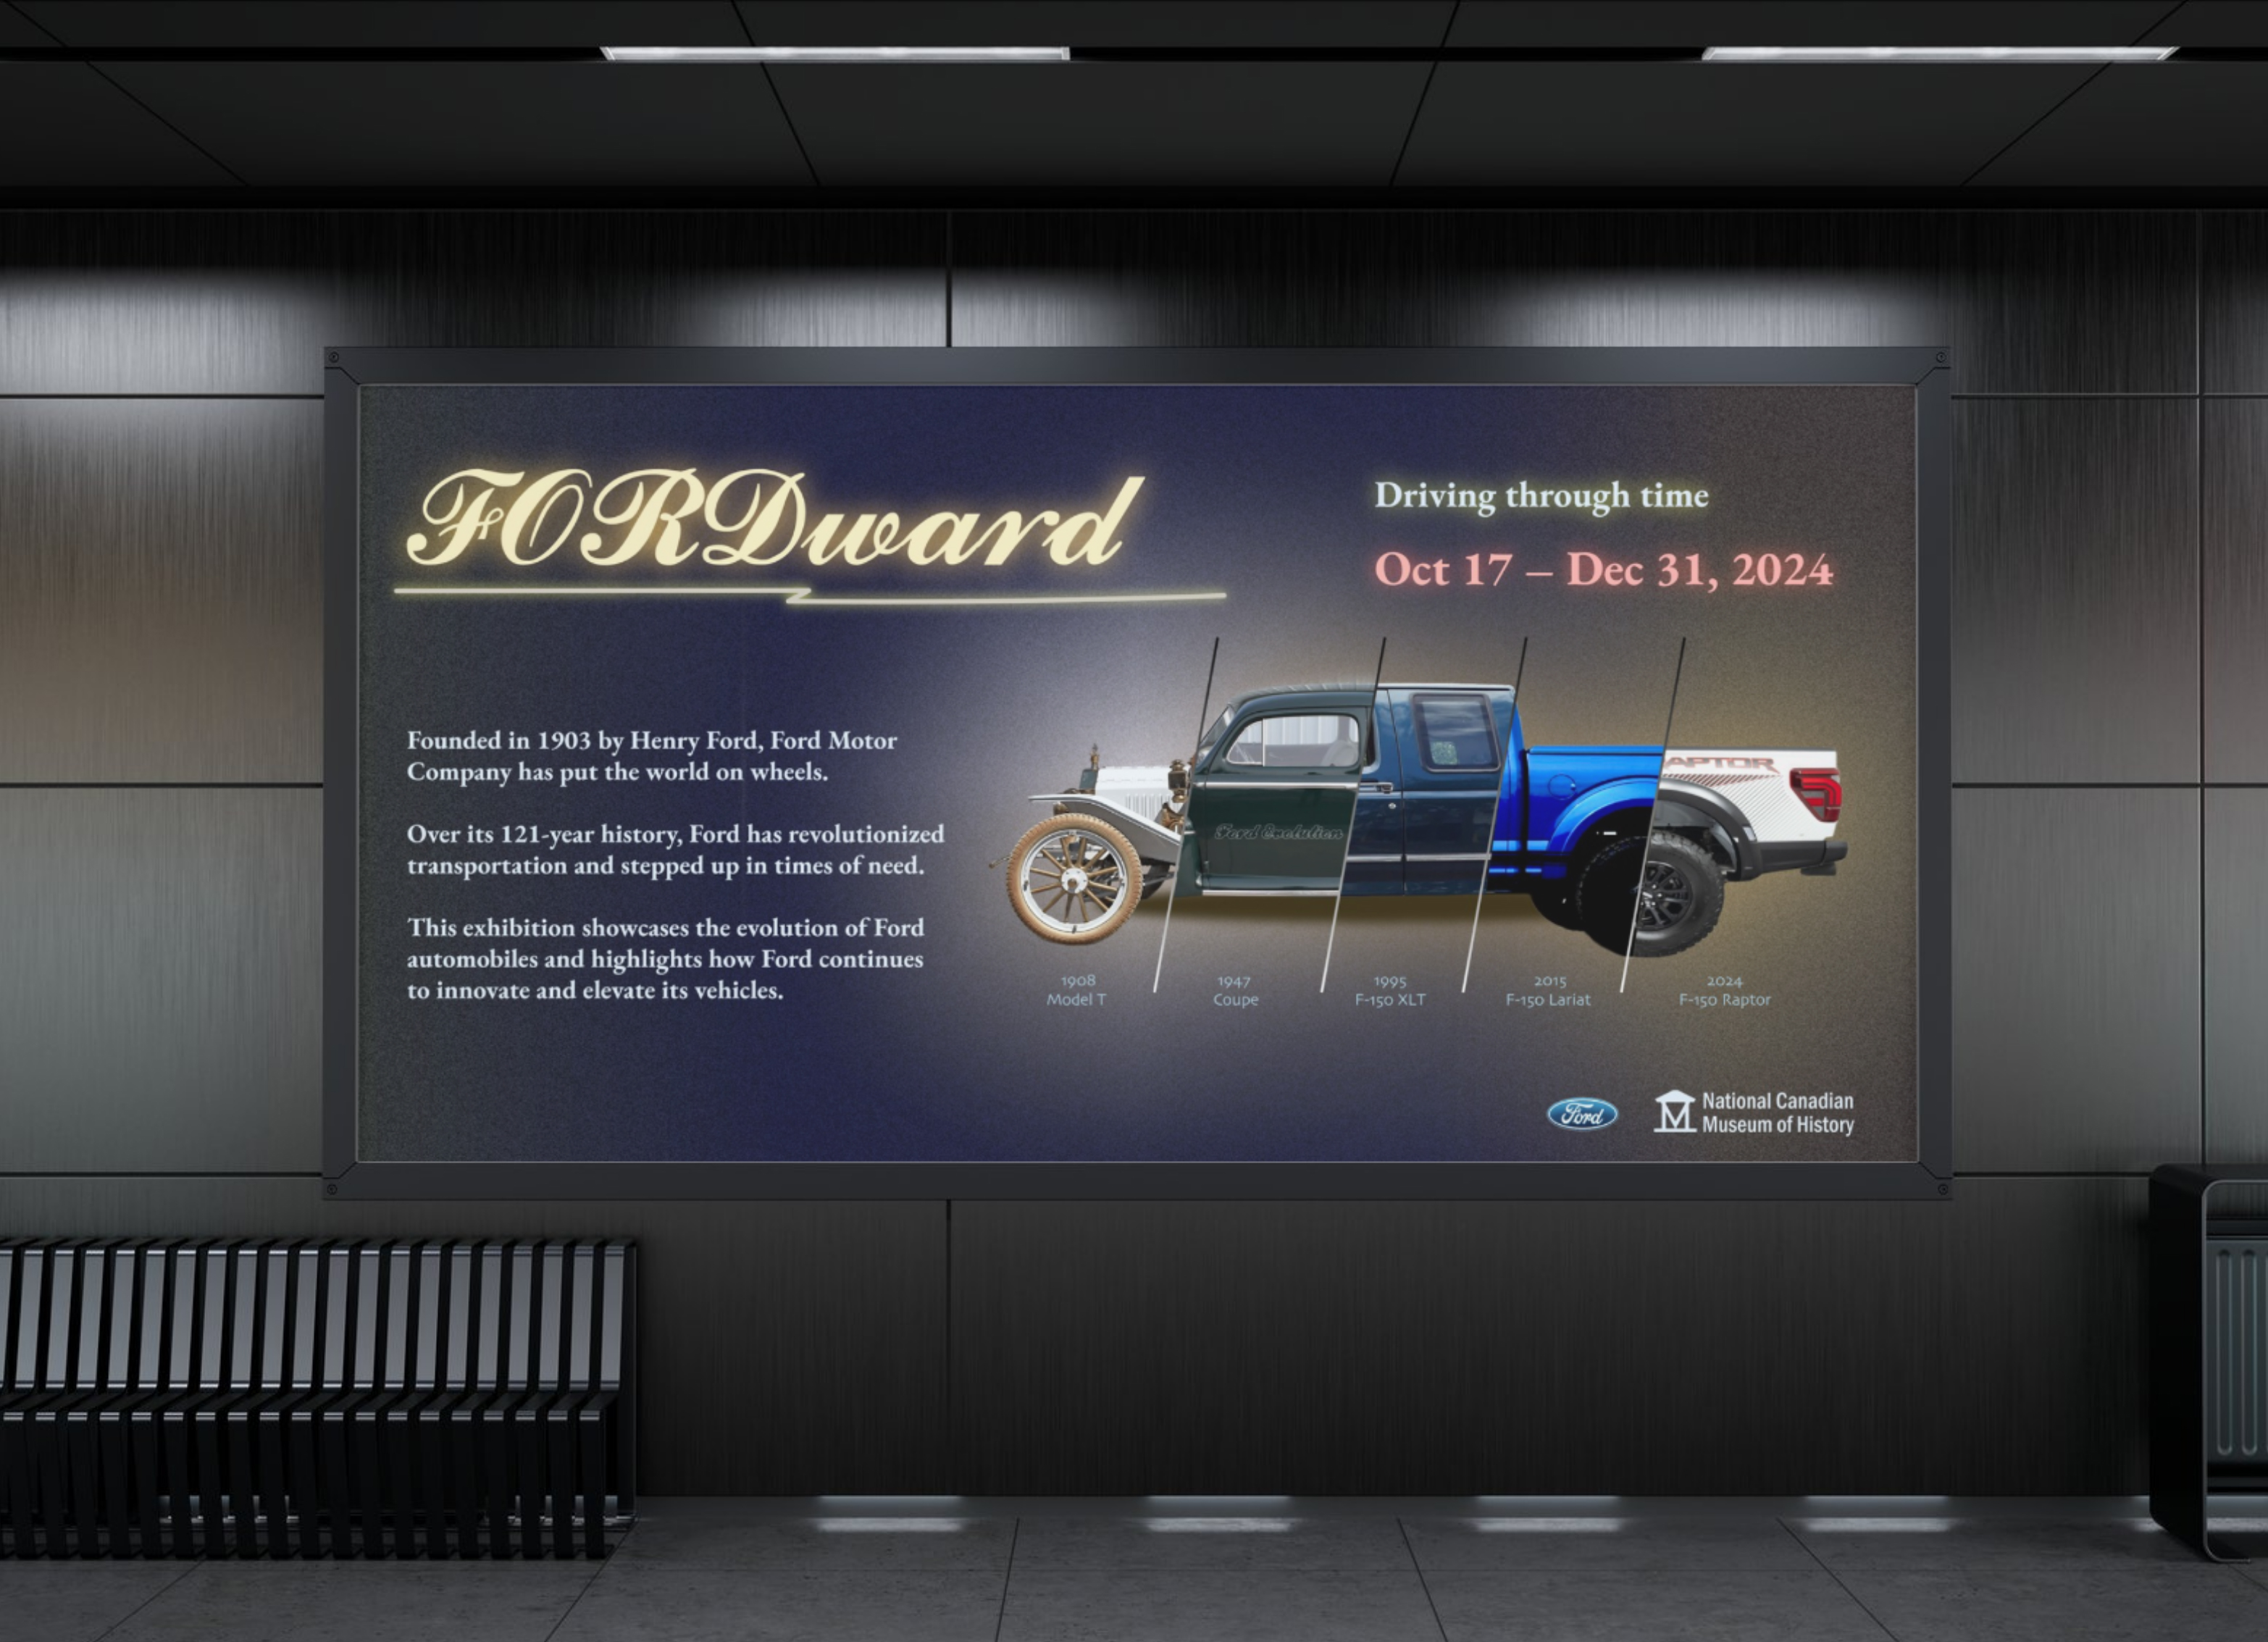 FORDward
Driving through time
Oct 17 – Dec 31, 2024
Founded in 1903 by Henry Ford, Ford Motor
Company has put the world on wheels.
Over its 121-year history, Ford has revolutionized
transportation and stepped up in times of need.
This exhibition showcases the evolution of Ford
automobiles and highlights how Ford continues
to innovate and elevate its vehicles.
Ford Evolution
APTOR
1908
Model T
1947
Coupe
1995
F-150 XLT
2015
F-150 Lariat
2024
F-150 Raptor
Ford
National Canadian
Museum of History